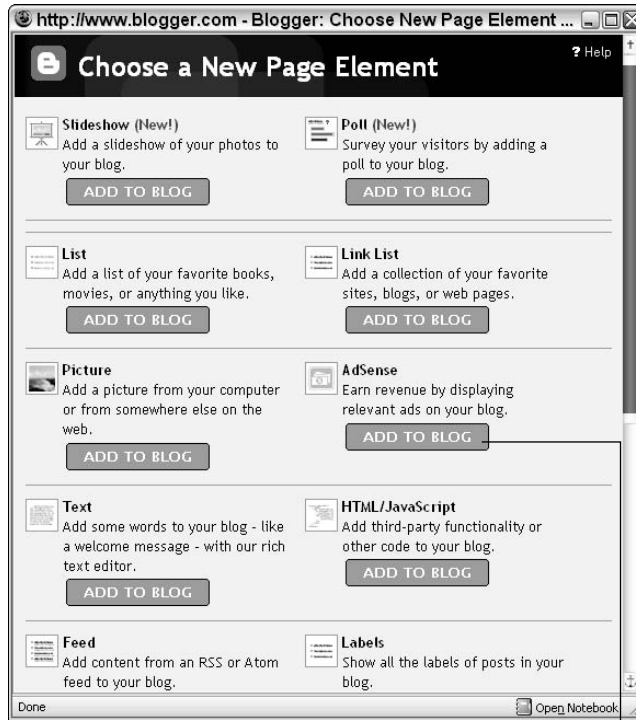 http://www.blogger.com - Blogger: Choose New Page Element ...
Choose a New Page Element
? Help
Slideshow (New!)
Add a slideshow of your photos to
your blog.
ADD TO BLOG
Poll (New!)
Survey your visitors by adding a
poll to your blog.
ADD TO BLOG
List
Add a list of your favorite books,
movies, or anything you like.
ADD TO BLOG
Link List
Add a collection of your favorite
sites, blogs, or web pages.
ADD TO BLOG
Picture
Add a picture from your computer
or from somewhere else on the
web.
ADD TO BLOG
AdSense
Earn revenue by displaying
relevant ads on your blog.
ADD TO BLOG
Text
Add some words to your blog - like
a welcome message - with our rich
text editor.
ADD TO BLOG
HTML/JavaScript
Add third-party functionality or
other code to your blog.
ADD TO BLOG
Feed
Add content from an RSS or Atom
feed to your blog.
Labels
Show all the labels of posts in your
blog.
Done
Open Notebook